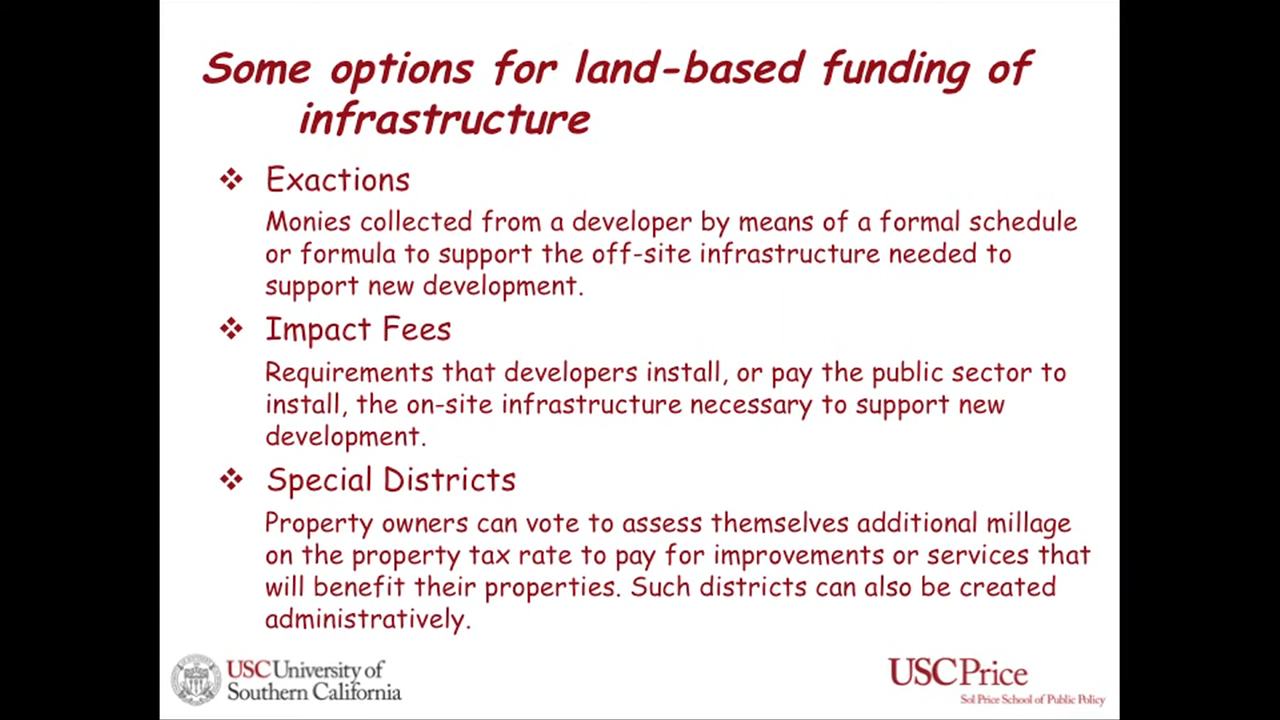 Some options for land-based funding of
infrastructure
❖ Exactions
Monies collected from a developer by means of a formal schedule
or formula to support the off-site infrastructure needed to
support new development.
❖ Impact Fees
Requirements that developers install, or pay the public sector to
install, the on-site infrastructure necessary to support new
development.
❖ Special Districts
Property owners can vote to assess themselves additional millage
on the property tax rate to pay for improvements or services that
will benefit their properties. Such districts can also be created
administratively.
USC University of
Southern California
USC Price
Sol Price School of Public Policy